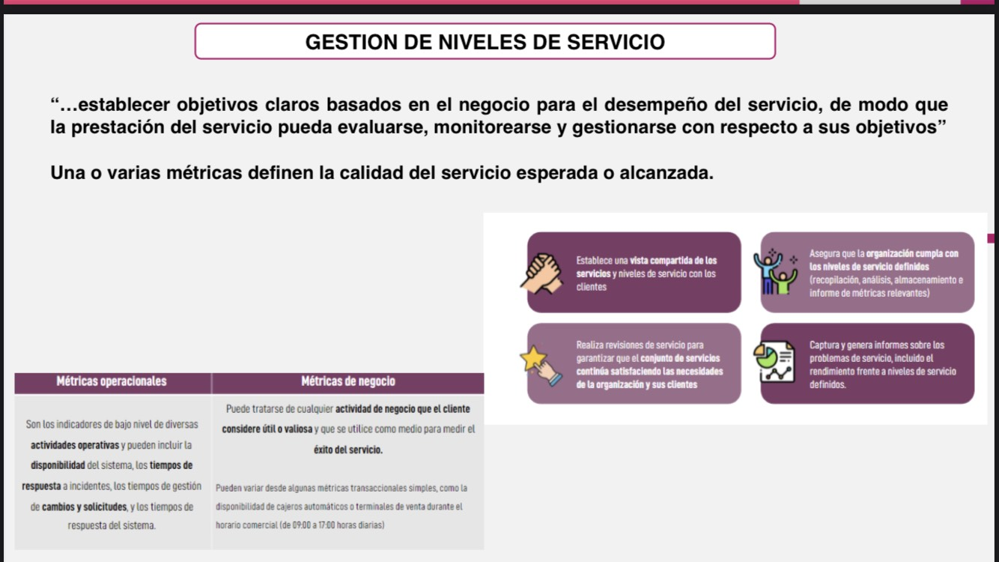 GESTION DE NIVELES DE SERVICIO
“…establecer objetivos claros basados en el negocio para el desempeño del servicio, de modo que
la prestación del servicio pueda evaluarse, monitorearse y gestionarse con respecto a sus objetivos”
Una o varias métricas definen la calidad del servicio esperada o alcanzada.
Establece una vista compartida de los
servicios y niveles de servicio con los
clientes
Asegura que la organización cumpla con
los niveles de servicio definidos
(recopilación, análisis, almacenamiento e
informe de métricas relevantes)
Realiza revisiones de servicio para
garantizar que el conjunto de servicios
continúa satisfaciendo las necesidades
de la organización y sus clientes
Captura y genera informes sobre los
problemas de servicio, incluido el
rendimiento frente a niveles de servicio
definidos.
Métricas operacionales
Son los indicadores de bajo nivel de diversas
actividades operativas y pueden incluir la
disponibilidad del sistema, los tiempos de
respuesta a incidentes, los tiempos de gestión
de cambios y solicitudes, y los tiempos de
respuesta del sistema.
Métricas de negocio
Puede tratarse de cualquier actividad de negocio que el cliente
considere útil o valiosa y que se utilice como medio para medir el
éxito del servicio.
Pueden variar desde algunas métricas transaccionales simples, como la
disponibilidad de cajeros automáticos o terminales de venta durante el
horario comercial (de 09:00 a 17:00 horas diarias)